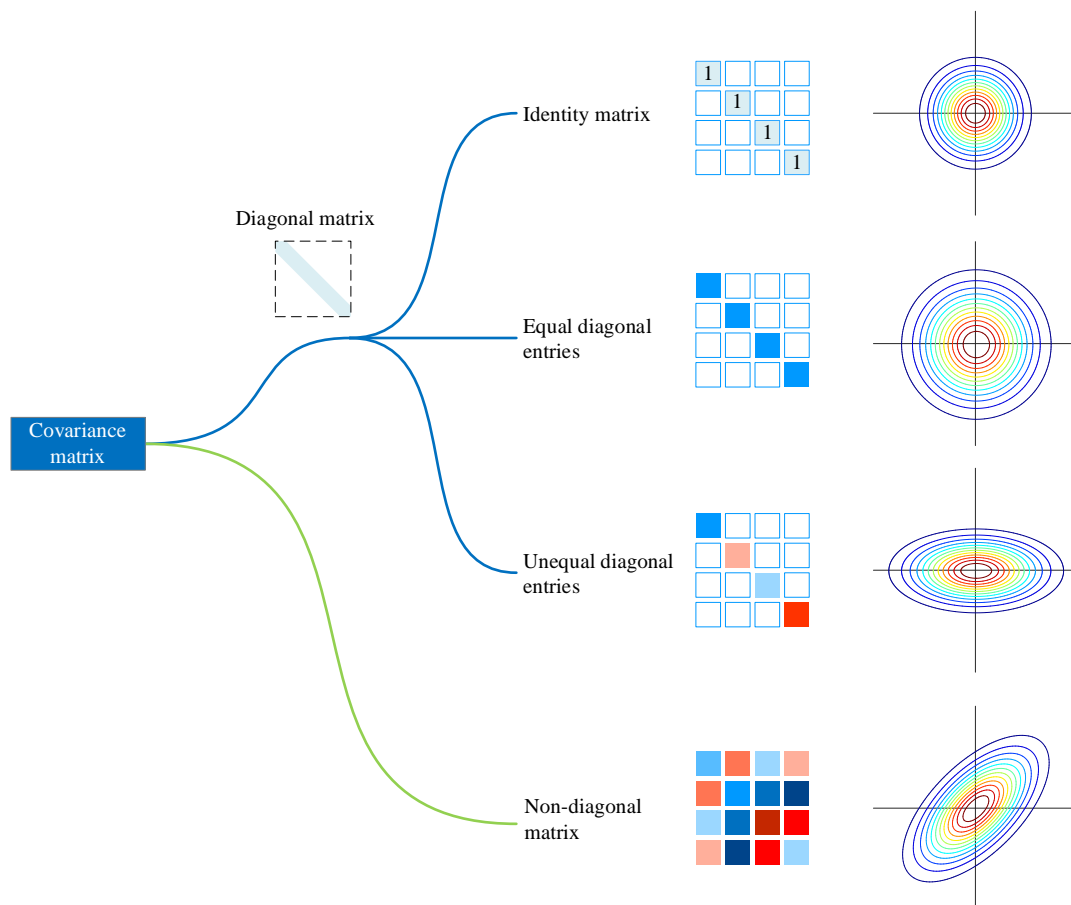 Identity matrix
1
1
1
1
Diagonal matrix
Equal diagonal
entries
Covariance
matrix
Unequal diagonal
entries
Non-diagonal
matrix